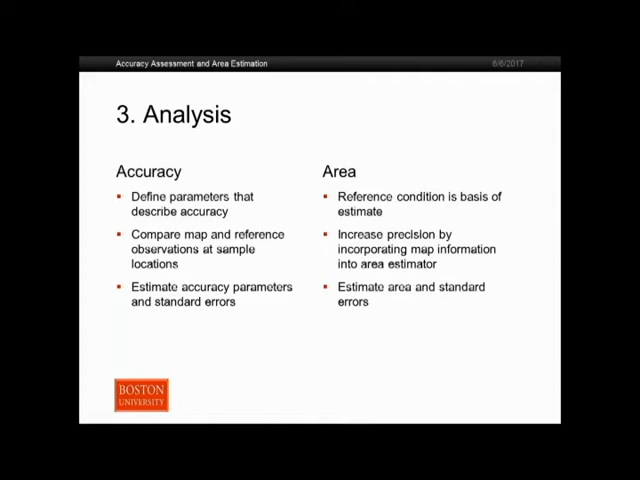 Accuracy Assessment and Area Estimation
6/6/2017
3. Analysis
Accuracy
Define parameters that
describe accuracy
Compare map and reference
observations at sample
locations
Estimate accuracy parameters
and standard errors
Area
Reference condition is basis of
estimate
Increase precision by
incorporating map information
into area estimator
Estimate area and standard
errors
BOSTON
UNIVERSITY